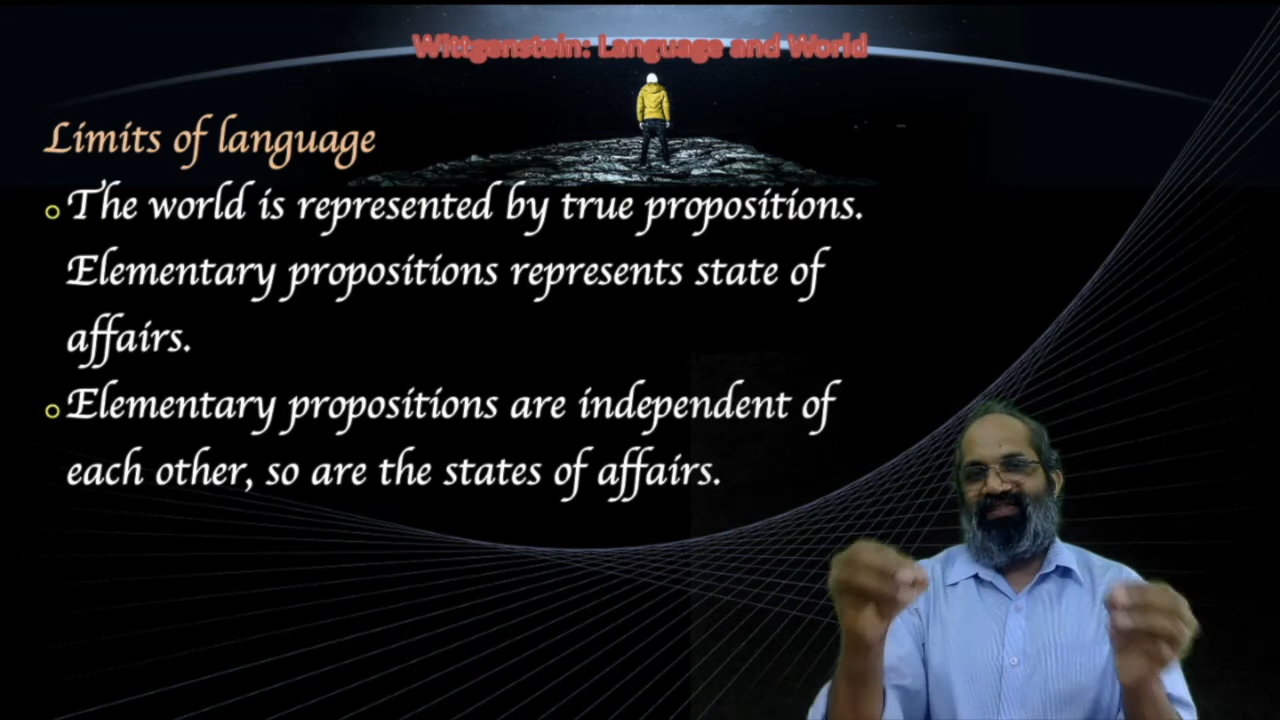 Wittgenstein: Language and World
Limits of language
The world is represented by true propositions.
Elementary propositions represents state of
affairs.
Elementary propositions are independent of
each other, so are the states of affairs.